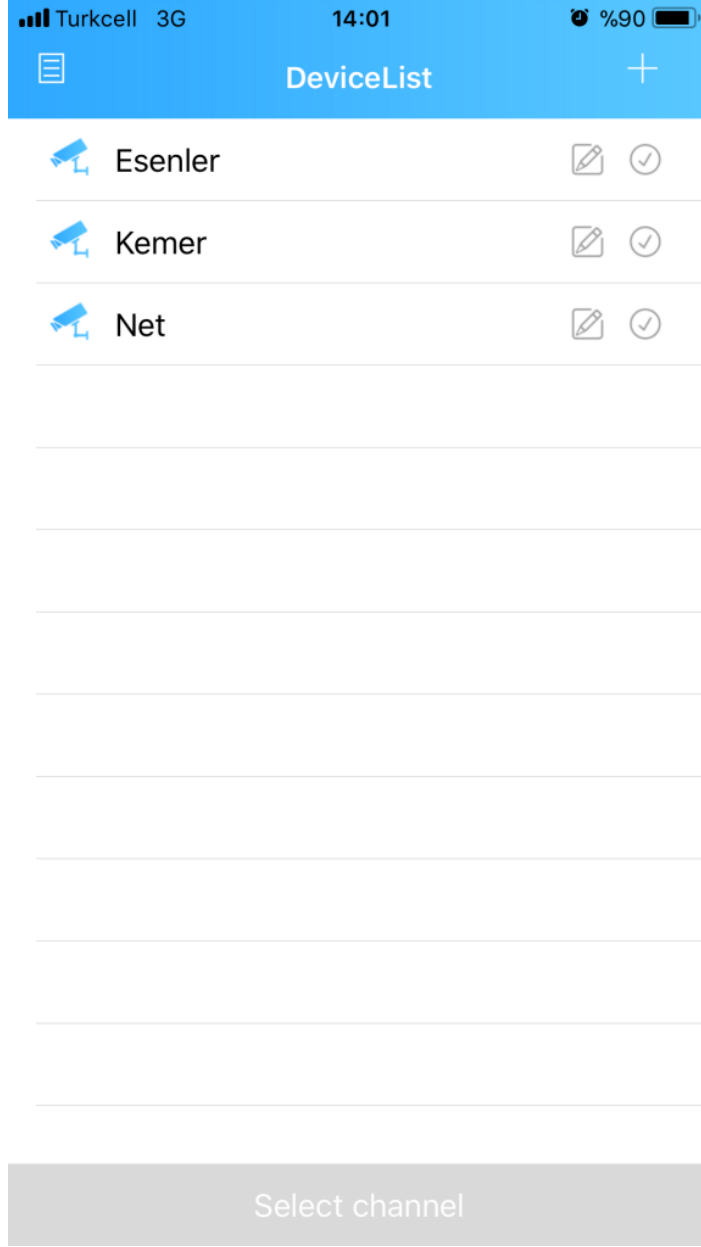 Turkcell 3G 14:01 %90
DeviceList
Esenler
Kemer
Net
Select channel